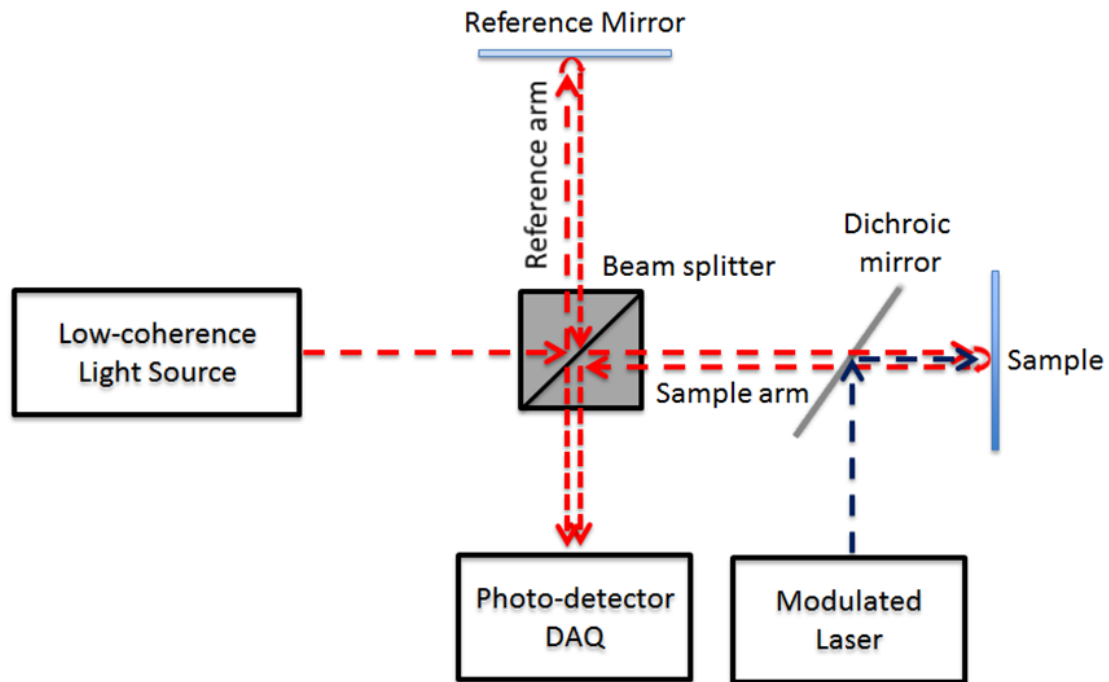 Reference Mirror
Reference arm
Dichroic
mirror
Beam splitter
Low-coherence
Light Source
Sample
Sample arm
Photo-detector
DAQ
Modulated
Laser